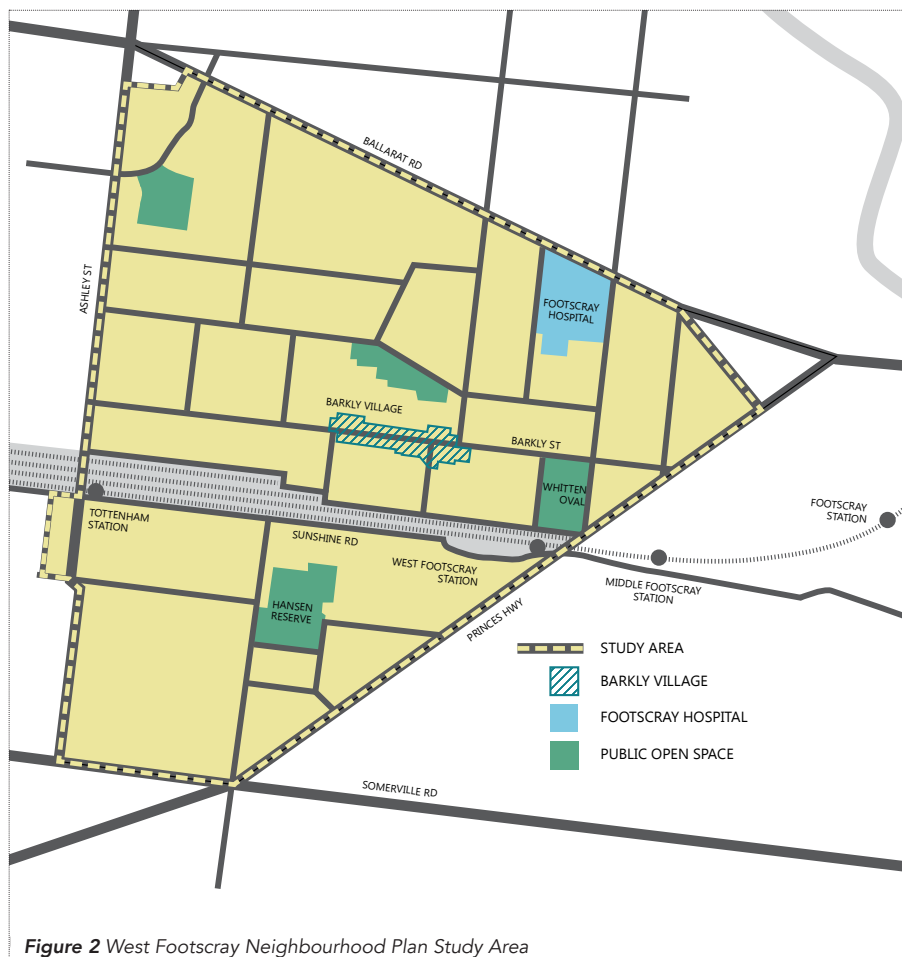 BALLARAT RD
ASHLEY ST
FOOTSCRAY
HOSPITAL
BARKLY VILLAGE
BARKLY ST
WHITTEN
OVAL
FOOTSCRAY
STATION
TOTTENHAM
STATION
SUNSHINE RD
WEST FOOTSCRAY
STATION
MIDDLE FOOTSCRAY
STATION
HANSEN
RESERVE
PRINCES HWY
STUDY AREA
BARKLY VILLAGE
FOOTSCRAY HOSPITAL
PUBLIC OPEN SPACE
SOMERVILLE RD
Figure 2 West Footscray Neighbourhood Plan Study Area